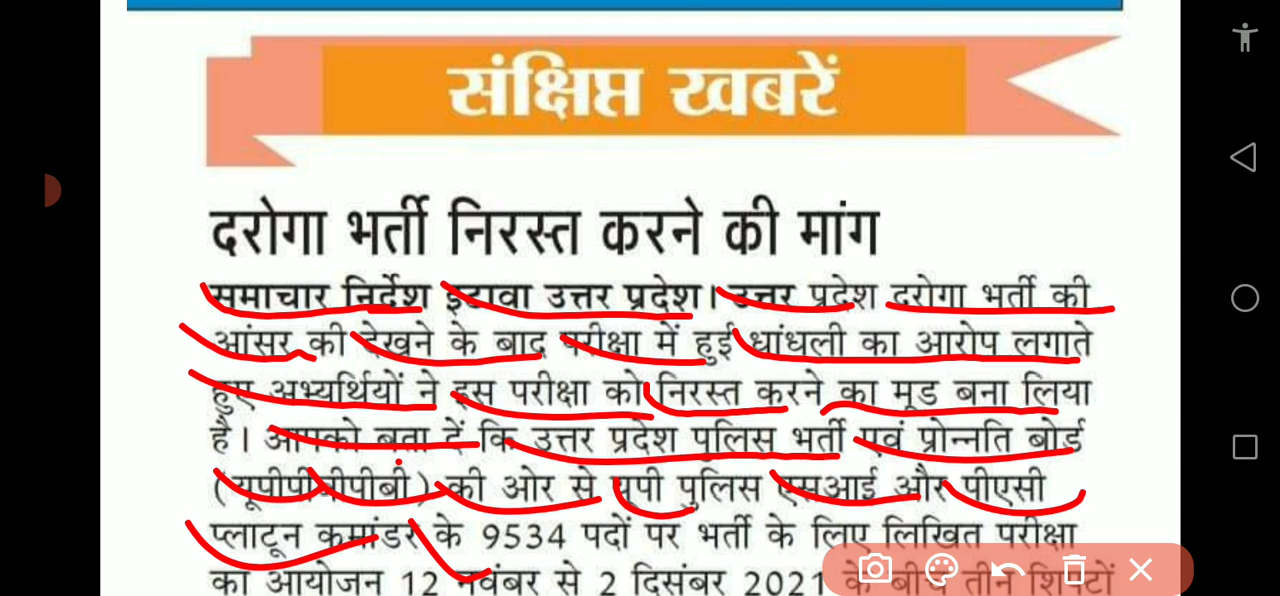 संक्षिप्त खबरें
दरोगा भर्ती निरस्त करने की मांग
समाचार निर्देश इटावा उत्तर प्रदेश। उत्तर प्रदेश दरोगा भर्ती की
आंसर की देखने के बाद परीक्षा में हुई धांधली का आरोप लगाते
हुए अभ्यर्थियों ने इस परीक्षा को निरस्त करने का मूड बना लिया
है। आपको बता दें कि उत्तर प्रदेश पुलिस भर्ती एवं प्रोन्नति बोर्ड
(यूपीपीबीपीबी) की ओर से यूपी पुलिस एसआई और पीएसी
प्लाटून कमांडर के 9534 पदों पर भर्ती के लिए लिखित परीक्षा
का आयोजन 12 नवंबर से 2 दिसंबर 2021 के बीच तीन शिफ्टों